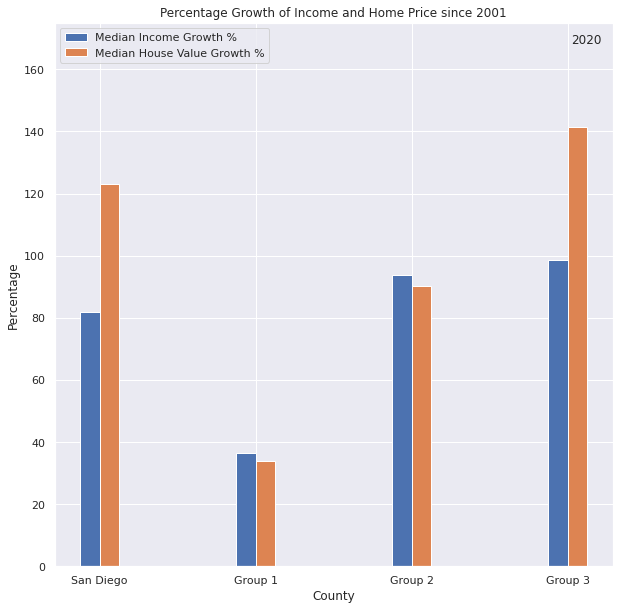 Percentage Growth of Income and Home Price since 2001
Median Income Growth %
Median House Value Growth %
2020
160
140
120
100
80
60
40
20
0
Percentage
San Diego Group 1 Group 2 Group 3
County